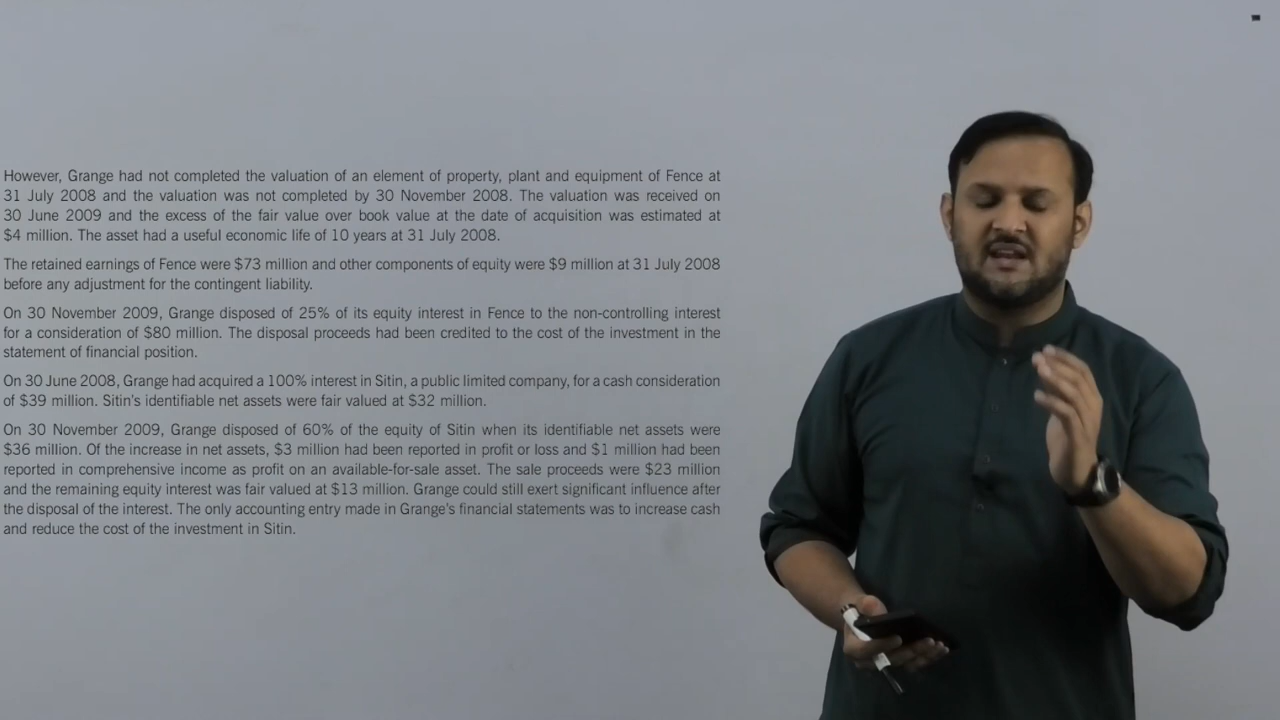 However, Grange had not completed the valuation of an element of property, plant and equipment of Fence at
31 July 2008 and the valuation was not completed by 30 November 2008. The valuation was received on
30 June 2009 and the excess of the fair value over book value at the date of acquisition was estimated at
$4 million. The asset had a useful economic life of 10 years at 31 July 2008.
The retained earnings of Fence were $73 million and other components of equity were $9 million at 31 July 2008
before any adjustment for the contingent liability.
On 30 November 2009, Grange disposed of 25% of its equity interest in Fence to the non-controlling interest
for a consideration of $80 million. The disposal proceeds had been credited to the cost of the investment in the
statement of financial position.
On 30 June 2008, Grange had acquired a 100% interest in Sitin, a public limited company, for a cash consideration
of $39 million. Sitin's identifiable net assets were fair valued at $32 million.
On 30 November 2009, Grange disposed of 60% of the equity of Sitin when its identifiable net assets were
$36 million. Of the increase in net assets, $3 million had been reported in profit or loss and $1 million had been
reported in comprehensive income as profit on an available-for-sale asset. The sale proceeds were $23 million
and the remaining equity interest was fair valued at $13 million. Grange could still exert significant influence after
the disposal of the interest. The only accounting entry made in Grange's financial statements was to increase cash
and reduce the cost of the investment in Sitin.